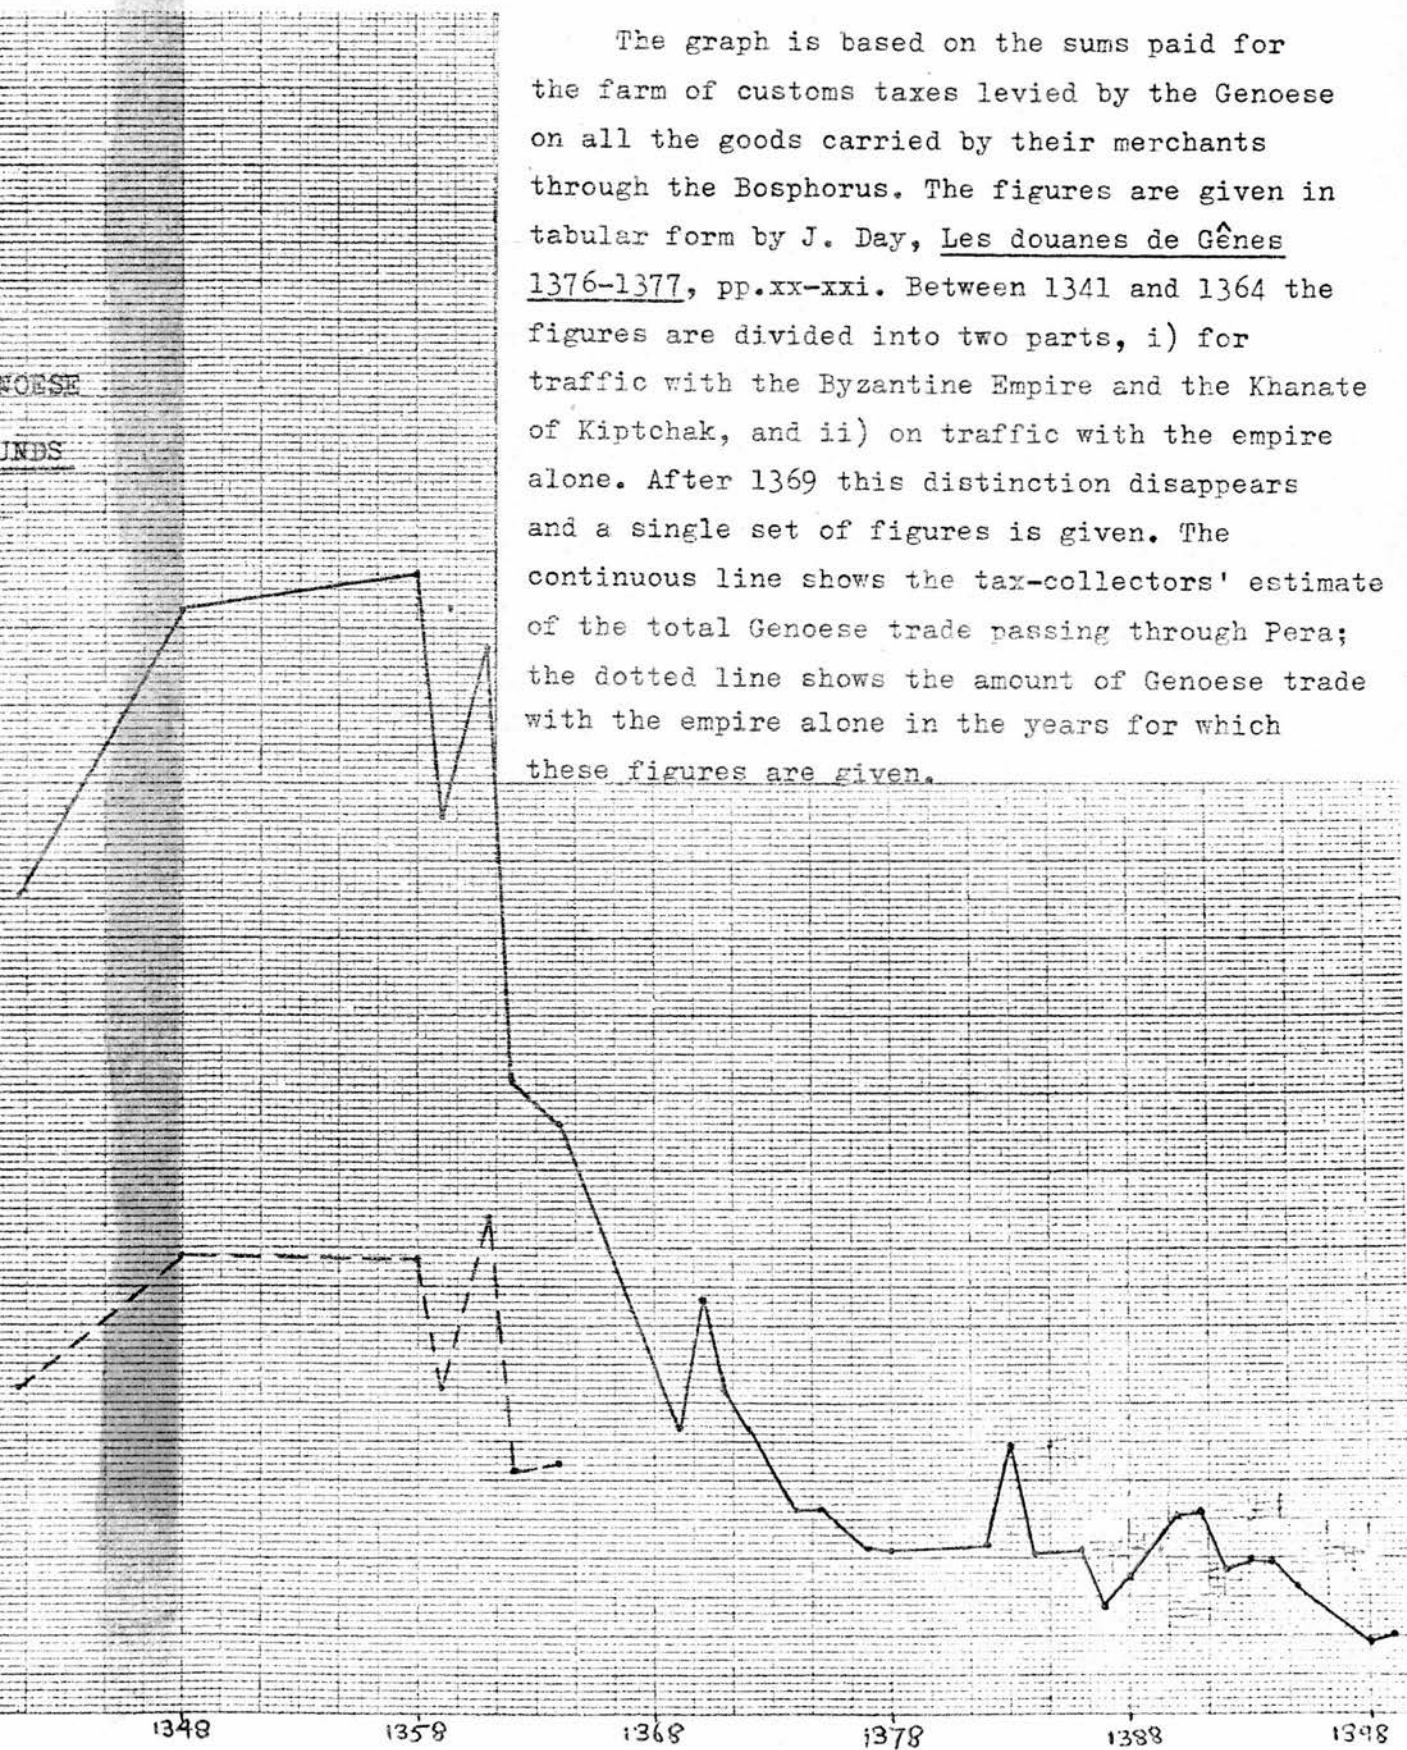 The graph is based on the sums paid for
the farm of customs taxes levied by the Genoese
on all the goods carried by their merchants
through the Bosphorus. The figures are given in
tabular form by J. Day, Les douanes de Gênes
1376-1377, pp.xx-xxi. Between 1341 and 1364 the
figures are divided into two parts, i) for
traffic with the Byzantine Empire and the Khanate
of Kiptchak, and ii) on traffic with the empire
alone. After 1369 this distinction disappears
and a single set of figures is given. The
continuous line shows the tax-collectors' estimate
of the total Genoese trade passing through Pera;
the dotted line shows the amount of Genoese trade
with the empire alone in the years for which
these figures are given.
NOESE
UNDS
1348 1358 1368 1378 1388 1398